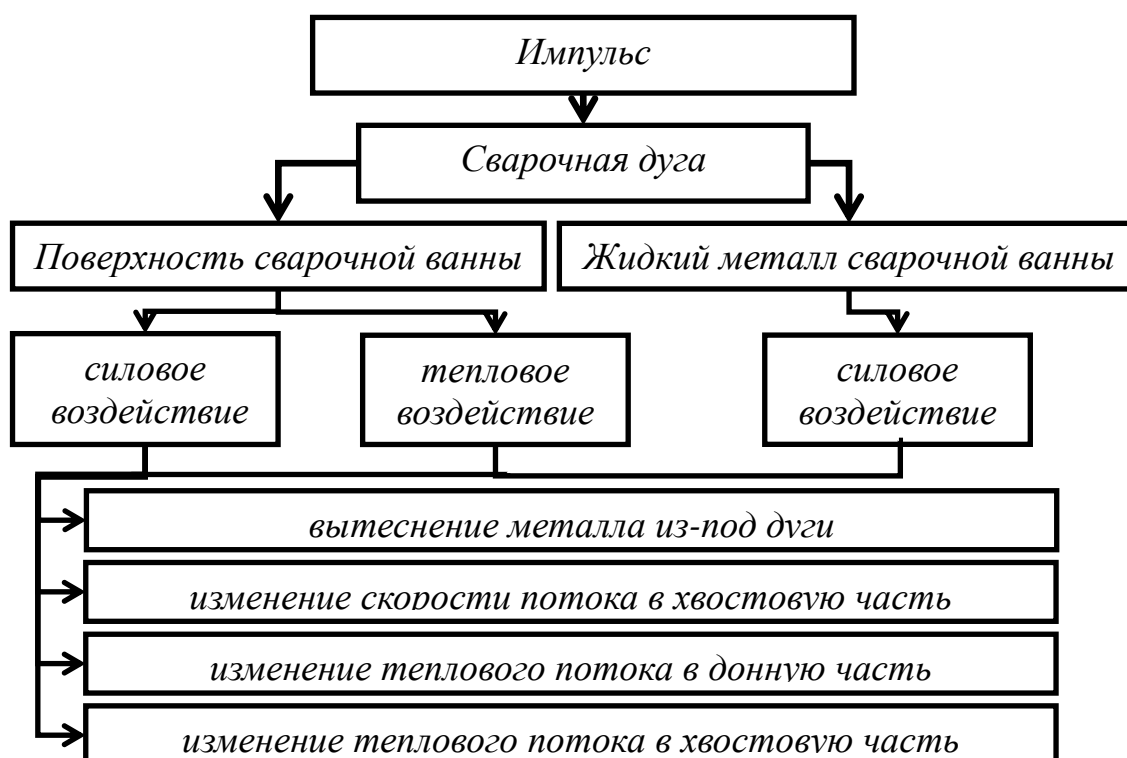 Импульс
Сварочная дуга
Поверхность сварочной ванны
Жидкий металл сварочной ванны
силовое
воздействие
тепловое
воздействие
силовое
воздействие
вытеснение металла из-под дуги
изменение скорости потока в хвостовую часть
изменение теплового потока в донную часть
изменение теплового потока в хвостовую часть